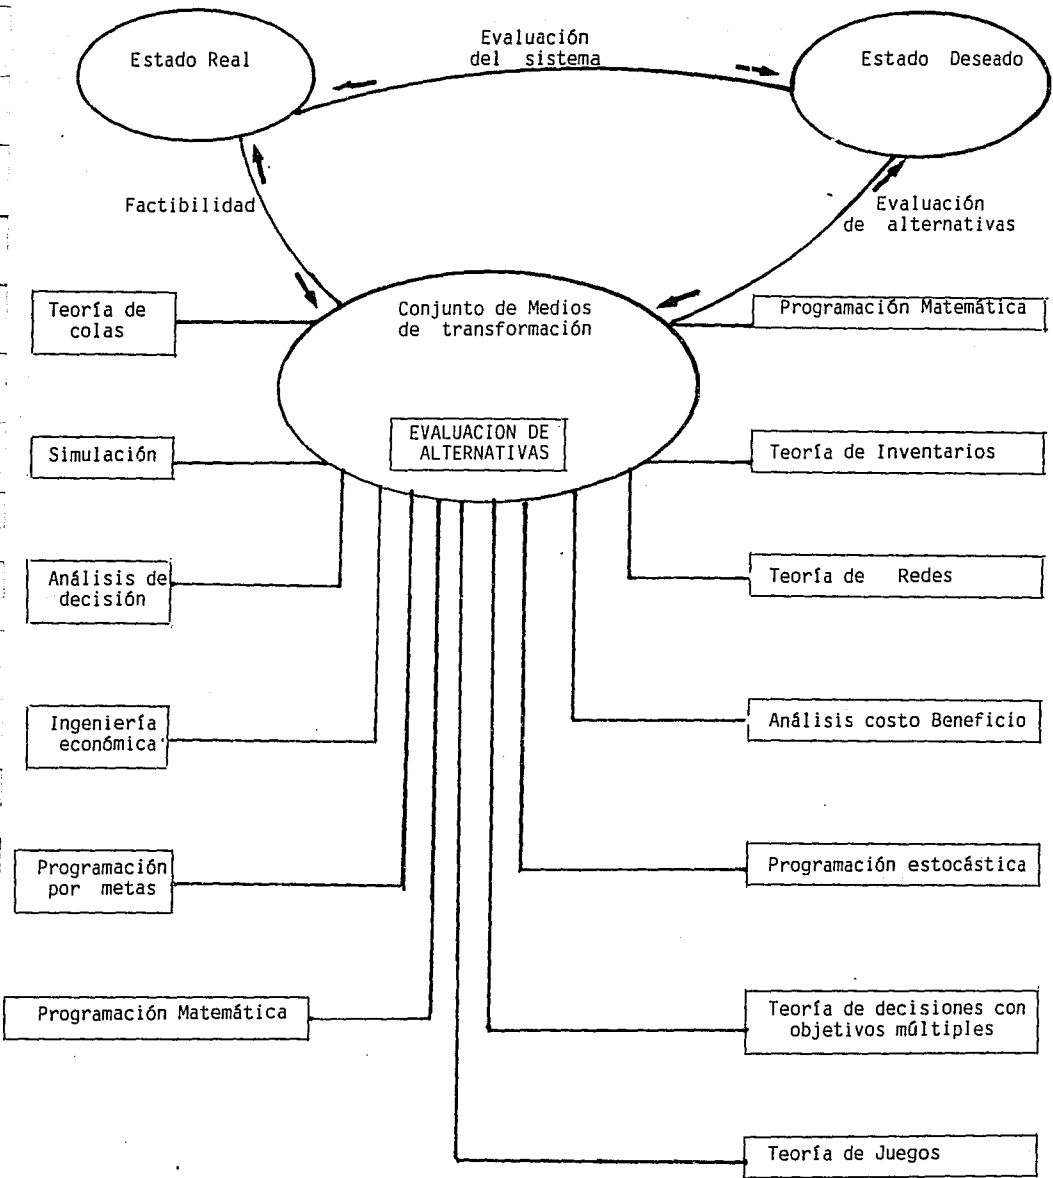 Estado Real
Evaluación
del sistema
Estado Deseado
Factibilidad
Evaluación
de alternativas
Teoría de
colas
Conjunto de Medios
de transformación
Programación Matemática
EVALUACION DE
ALTERNATIVAS
Simulación
Teoría de Inventarios
Análisis de
decisión
Teoría de Redes
Ingeniería
económica
Análisis costo Beneficio
Programación
por metas
Programación estocástica
Programación Matemática
Teoría de decisiones con
objetivos múltiples
Teoría de Juegos